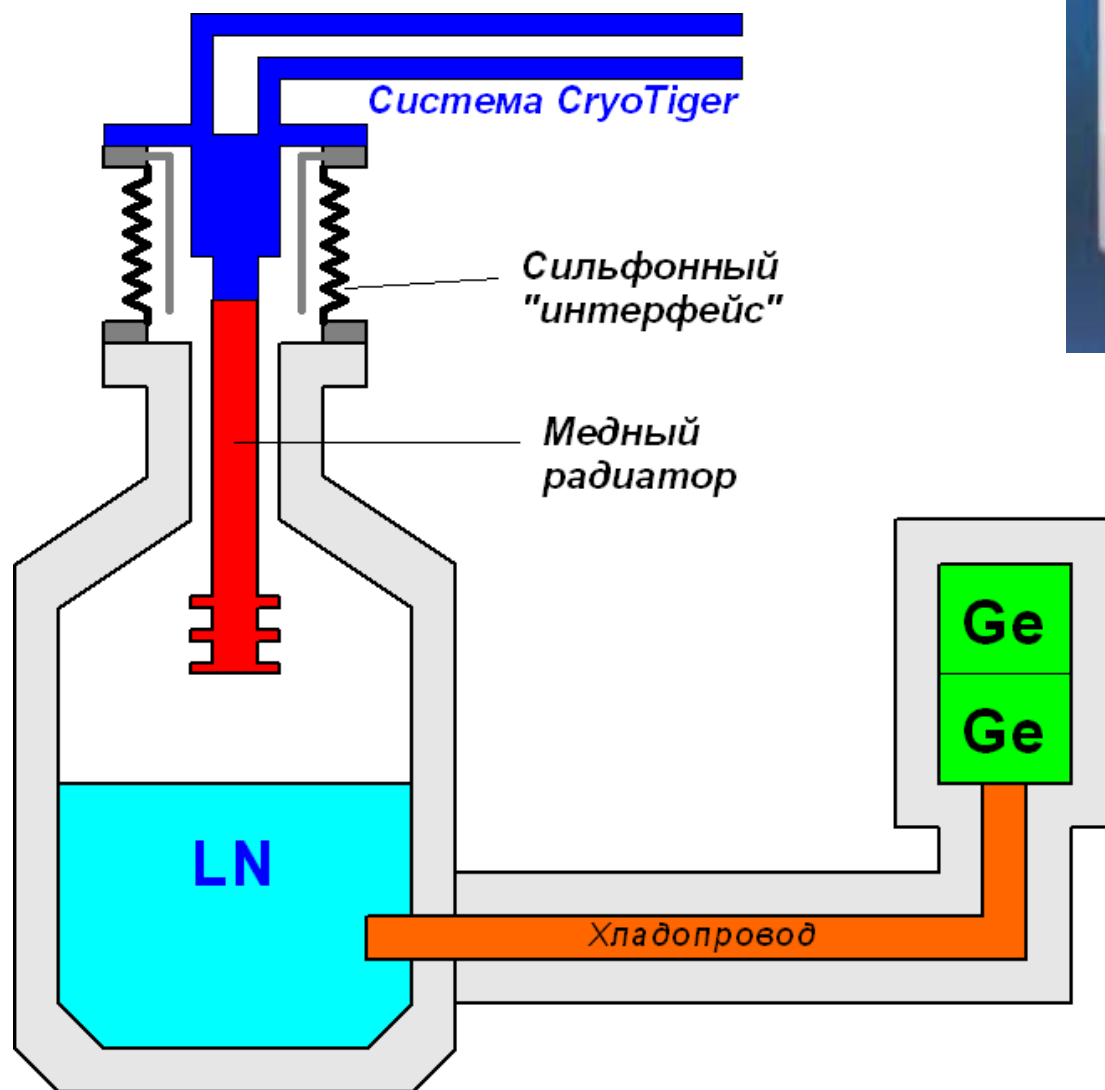 Система CryoTiger
Сильфонный
"интерфейс"
Медный
радиатор
Ge
Ge
LN
Хладопровод